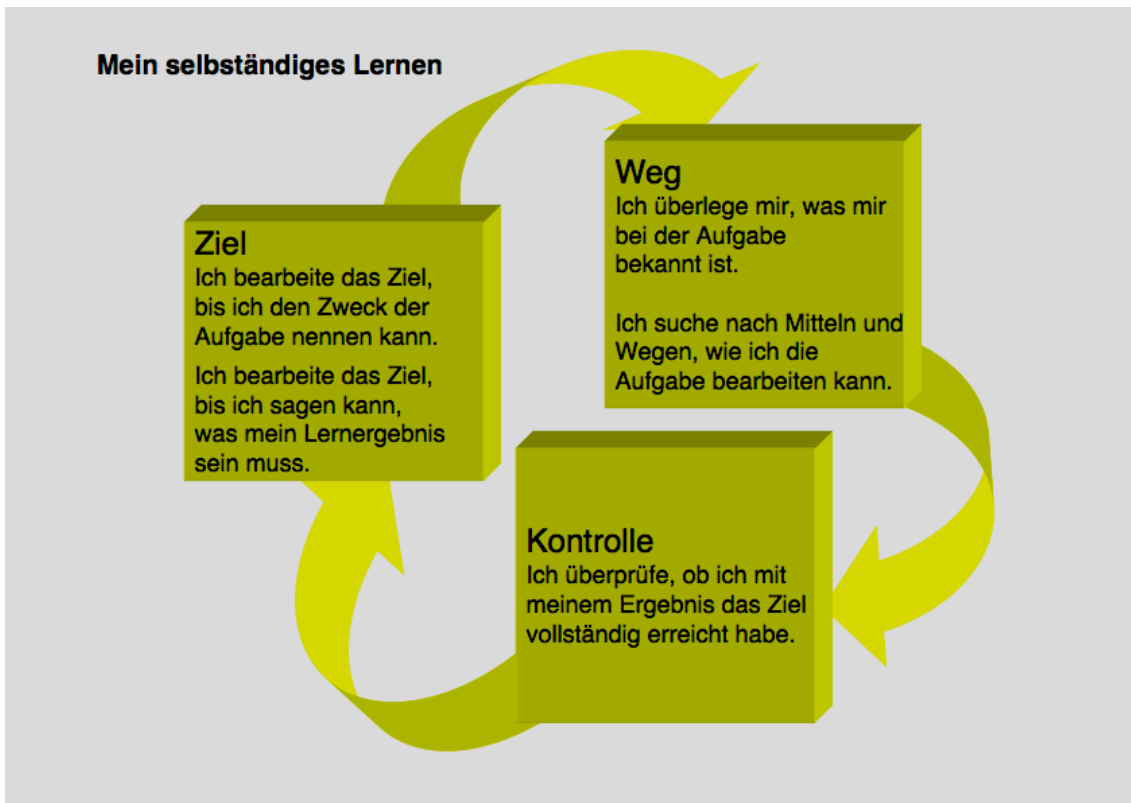 Mein selbständiges Lernen
Ziel
Ich bearbeite das Ziel,
bis ich den Zweck der
Aufgabe nennen kann.
Ich bearbeite das Ziel,
bis ich sagen kann,
was mein Lernergebnis
sein muss.
Weg
Ich überlege mir, was mir
bei der Aufgabe
bekannt ist.
Ich suche nach Mitteln und
Wegen, wie ich die
Aufgabe bearbeiten kann.
Kontrolle
Ich überprüfe, ob ich mit
meinem Ergebnis das Ziel
vollständig erreicht habe.